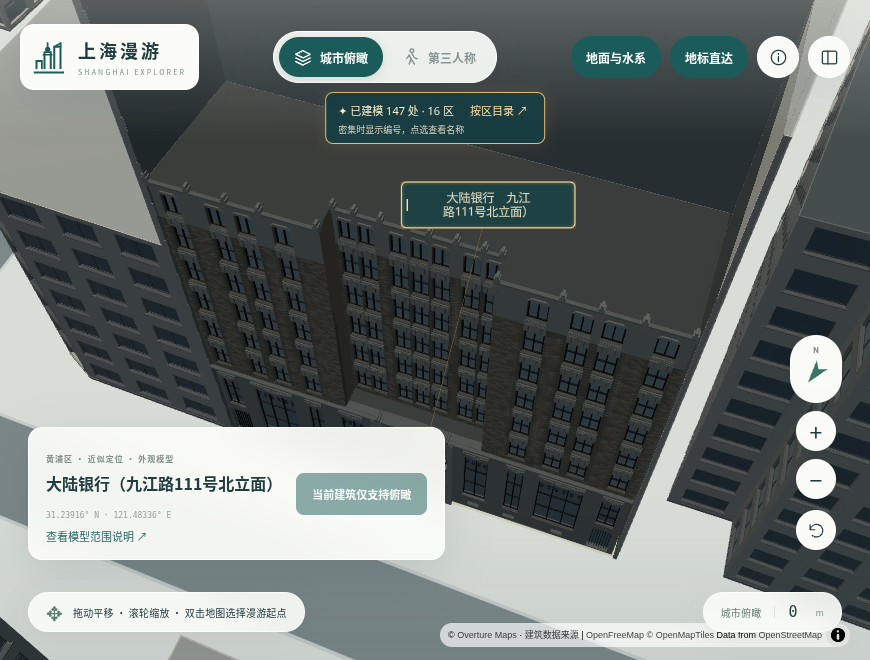 上海漫游
SHANGHAI EXPLORER
城市俯瞰
第三人称
地面与水系
地标直达
✦ 已建模 147 处 · 16 区 按区目录 ↗
密集时显示编号，点选查看名称
大陆银行 九江
路111号北立面）
N
黄浦区 · 近似定位 · 外观模型
大陆银行（九江路111号北立面）
当前建筑仅支持俯瞰
31.23916° N · 121.48336° E
查看模型范围说明 ↗
拖动平移 · 滚轮缩放 · 双击地图选择漫游起点
城市俯瞰 0 m
© Overture Maps · 建筑数据来源 | OpenFreeMap © OpenMapTiles Data from OpenStreetMap